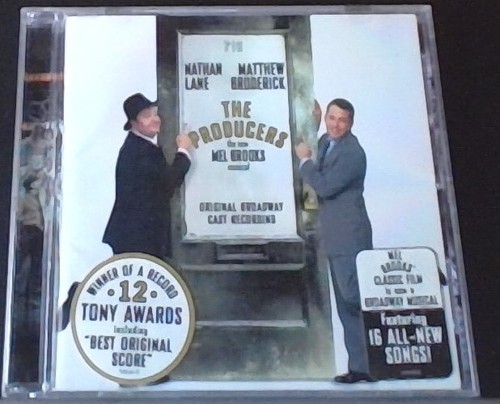 710
NATHAN MATTHEW
LANE BRODERICK
THE
PRODUCERS
the new
MEL BROOKS
musical
ORIGINAL BROADWAY
CAST RECORDING
WINNER OF A RECORD
12
TONY AWARDS
including
"BEST ORIGINAL
SCORE"
MEL
BROOKS'
CLASSIC FILM
is now a
BROADWAY MUSICAL
Featuring
16 ALL-NEW
SONGS!